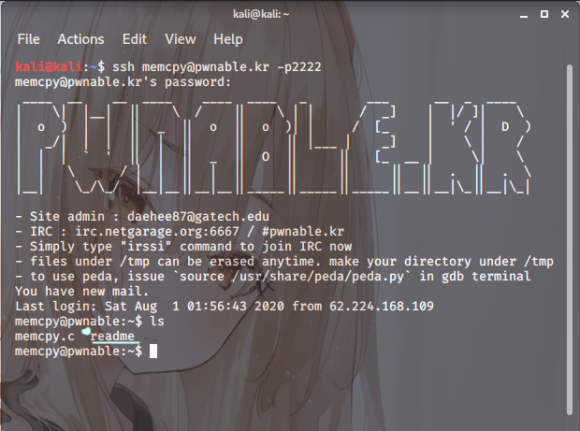 kali@kali: ~
File Actions Edit View Help
kali@kali:~$ ssh memcpy@pwnable.kr -p2222
memcpy@pwnable.kr's password:
PWNABLE.KR
- Site admin : daehee87@gatech.edu
- IRC : irc.netgarage.org:6667 / #pwnable.kr
- Simply type "irssi" command to join IRC now
- files under /tmp can be erased anytime. make your directory under /tmp
- to use peda, issue `source /usr/share/peda/peda.py` in gdb terminal
You have new mail.
Last login: Sat Aug  1 01:56:43 2020 from 62.224.168.109
memcpy@pwnable:~$ ls
memcpy.c  readme
memcpy@pwnable:~$